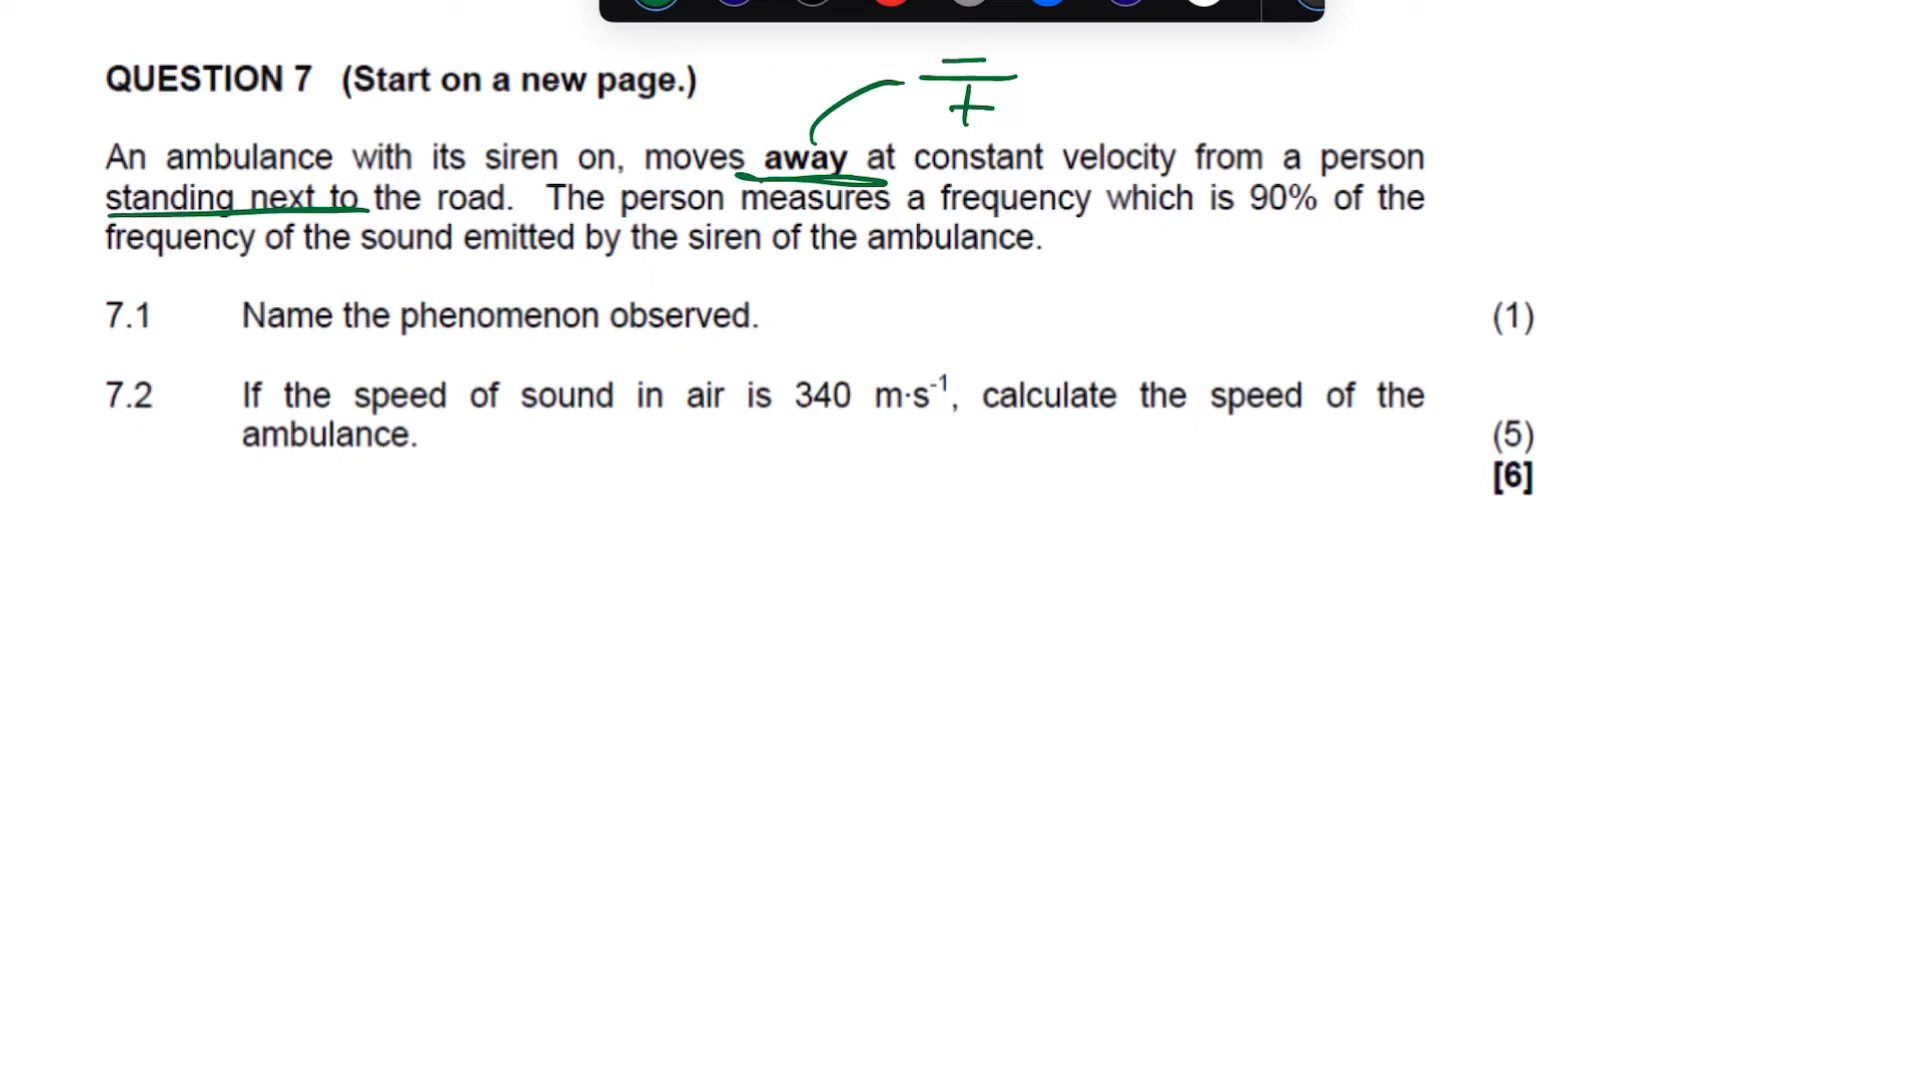 QUESTION 7 (Start on a new page.)
−
+
An ambulance with its siren on, moves away at constant velocity from a person
standing next to the road. The person measures a frequency which is 90% of the
frequency of the sound emitted by the siren of the ambulance.
7.1 Name the phenomenon observed. (1)
7.2 If the speed of sound in air is 340 m·s⁻¹, calculate the speed of the
ambulance. (5)
[6]